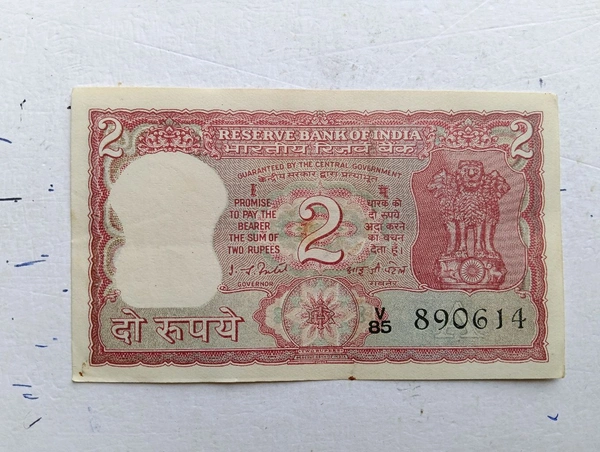 2 2
RESERVE BANK OF INDIA
भारतीय रिज़र्व बैंक
GUARANTEED BY THE CENTRAL GOVERNMENT
केन्द्रीय सरकार द्वारा प्रत्याभूत
I
PROMISE
TO PAY THE
BEARER
THE SUM OF
TWO RUPEES
2
मैं
धारक को
दो रुपये
अदा करने
का वचन
देता हूँ।
GOVERNOR
गवर्नर
दो रुपये
V
85 890614